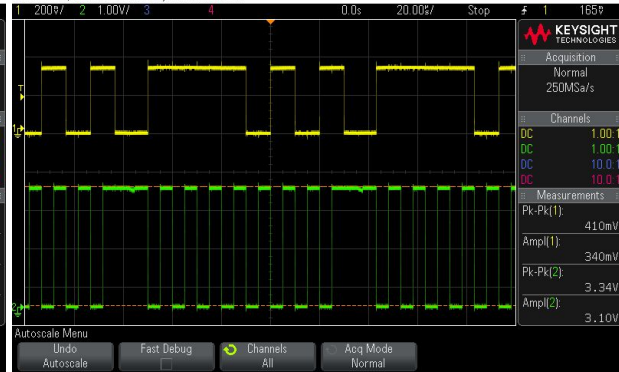 1 200▽/ 2 1.00V/ 3 4 0.0s 20.00㎲/ Stop 1 165▽
KEYSIGHT
TECHNOLOGIES
Acquisition
Normal
250MSa/s
Channels
DC 1.00:1
DC 1.00:1
DC 10.0:1
DC 10.0:1
Measurements
Pk-Pk(1):
410mV
Ampl(1):
340mV
Pk-Pk(2):
3.34V
Ampl(2):
3.10V
T
1
2
Autoscale Menu
Undo
Autoscale
Fast Debug
Channels
All
Acq Mode
Normal